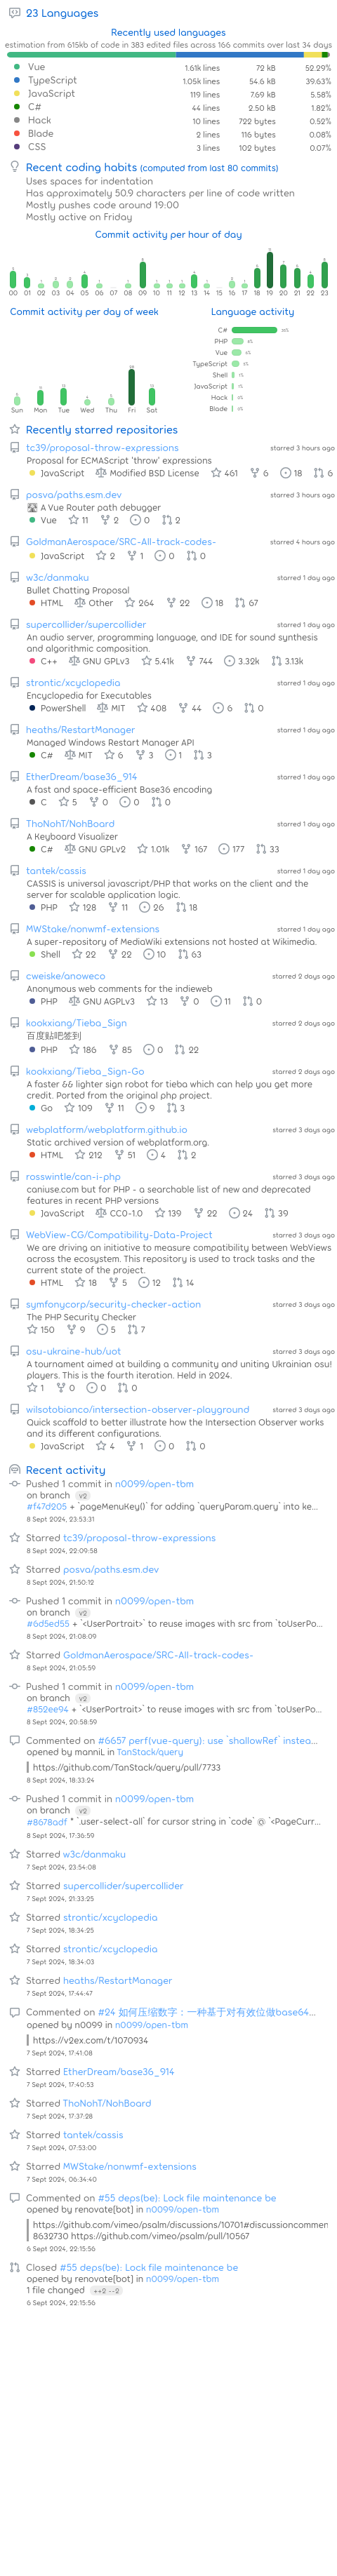 23 Languages
Recently used languages
estimation from 615kb of code in 383 edited files across 166 commits over last 34 days
Vue 1.61k lines 72 kB 52.29%
TypeScript 1.05k lines 54.6 kB 39.63%
JavaScript 119 lines 7.69 kB 5.58%
C# 44 lines 2.50 kB 1.82%
Hack 10 lines 722 bytes 0.52%
Blade 2 lines 116 bytes 0.08%
CSS 3 lines 102 bytes 0.07%
Recent coding habits (computed from last 80 commits)
Uses spaces for indentation
Has approximately 50.9 characters per line of code written
Mostly pushes code around 19:00
Mostly active on Friday
Commit activity per hour of day
00 01 02 03 04 05 06 07 08 09 10 11 12 13 14 15 16 17 18 19 20 21 22 23
Commit activity per day of week
Sun Mon Tue Wed Thu Fri Sat
Language activity
C#
PHP
Vue
TypeScript
Shell
JavaScript
Hack
Blade
Recently starred repositories
tc39/proposal-throw-expressions starred 3 hours ago
Proposal for ECMAScript 'throw' expressions
JavaScript Modified BSD License 461 6 18 6
posva/paths.esm.dev starred 3 hours ago
🛣 A Vue Router path debugger
Vue 11 2 0 2
GoldmanAerospace/SRC-All-track-codes- starred 4 hours ago
JavaScript 2 1 0 0
w3c/danmaku starred 1 day ago
Bullet Chatting Proposal
HTML Other 264 22 18 67
supercollider/supercollider starred 1 day ago
An audio server, programming language, and IDE for sound synthesis
and algorithmic composition.
C++ GNU GPLv3 5.41k 744 3.32k 3.13k
strontic/xcyclopedia starred 1 day ago
Encyclopedia for Executables
PowerShell MIT 408 44 6 0
heaths/RestartManager starred 1 day ago
Managed Windows Restart Manager API
C# MIT 6 3 1 3
EtherDream/base36_914 starred 1 day ago
A fast and space-efficient Base36 encoding
C 5 0 0 0
ThoNohT/NohBoard starred 1 day ago
A Keyboard Visualizer
C# GNU GPLv2 1.01k 167 177 33
tantek/cassis starred 1 day ago
CASSIS is universal javascript/PHP that works on the client and the
server for scalable application logic.
PHP 128 11 26 18
MWStake/nonwmf-extensions starred 1 day ago
A super-repository of MediaWiki extensions not hosted at Wikimedia.
Shell 22 22 10 63
cweiske/anoweco starred 2 days ago
Anonymous web comments for the indieweb
PHP GNU AGPLv3 13 0 11 0
kookxiang/Tieba_Sign starred 2 days ago
百度贴吧签到
PHP 186 85 0 22
kookxiang/Tieba_Sign-Go starred 2 days ago
A faster && lighter sign robot for tieba which can help you get more
credit. Ported from the original php project.
Go 109 11 9 3
webplatform/webplatform.github.io starred 3 days ago
Static archived version of webplatform.org.
HTML 212 51 4 2
rosswintle/can-i-php starred 3 days ago
caniuse.com but for PHP - a searchable list of new and deprecated
features in recent PHP versions
JavaScript CC0-1.0 139 22 24 39
WebView-CG/Compatibility-Data-Project starred 3 days ago
We are driving an initiative to measure compatibility between WebViews
across the ecosystem. This repository is used to track tasks and the
current state of the project.
HTML 18 5 12 14
symfonycorp/security-checker-action starred 3 days ago
The PHP Security Checker
150 9 5 7
osu-ukraine-hub/uot starred 3 days ago
A tournament aimed at building a community and uniting Ukrainian osu!
players. This is the fourth iteration. Held in 2024.
1 0 0 0
wilsotobianco/intersection-observer-playground starred 3 days ago
Quick scaffold to better illustrate how the Intersection Observer works
and its different configurations.
JavaScript 4 1 0 0
Recent activity
Pushed 1 commit in n0099/open-tbm
on branch v2
#f47d205 + `pageMenuKey()` for adding `queryParam.query` into ke...
8 Sept 2024, 23:53:31
Starred tc39/proposal-throw-expressions
8 Sept 2024, 22:09:58
Starred posva/paths.esm.dev
8 Sept 2024, 21:50:12
Pushed 1 commit in n0099/open-tbm
on branch v2
#6d5ed55 + `<UserPortrait>` to reuse images with src from `toUserPo...
8 Sept 2024, 21:08:09
Starred GoldmanAerospace/SRC-All-track-codes-
8 Sept 2024, 21:05:59
Pushed 1 commit in n0099/open-tbm
on branch v2
#852ee94 + `<UserPortrait>` to reuse images with src from `toUserPo...
8 Sept 2024, 20:58:59
Commented on #6657 perf(vue-query): use `shallowRef` instea...
opened by manniL in TanStack/query
https://github.com/TanStack/query/pull/7733
8 Sept 2024, 18:33:24
Pushed 1 commit in n0099/open-tbm
on branch v2
#8678adf * `.user-select-all` for cursor string in `code` @ `<PageCurr...
8 Sept 2024, 17:36:59
Starred w3c/danmaku
7 Sept 2024, 23:54:08
Starred supercollider/supercollider
7 Sept 2024, 21:33:25
Starred strontic/xcyclopedia
7 Sept 2024, 18:34:25
Starred strontic/xcyclopedia
7 Sept 2024, 18:34:03
Starred heaths/RestartManager
7 Sept 2024, 17:44:47
Commented on #24 如何压缩数字：一种基于对有效位做base64...
opened by n0099 in n0099/open-tbm
https://v2ex.com/t/1070934
7 Sept 2024, 17:41:08
Starred EtherDream/base36_914
7 Sept 2024, 17:40:53
Starred ThoNohT/NohBoard
7 Sept 2024, 17:37:28
Starred tantek/cassis
7 Sept 2024, 07:53:00
Starred MWStake/nonwmf-extensions
7 Sept 2024, 06:34:40
Commented on #55 deps(be): Lock file maintenance be
opened by renovate[bot] in n0099/open-tbm
https://github.com/vimeo/psalm/discussions/10701#discussioncommen
8632730 https://github.com/vimeo/psalm/pull/10567
6 Sept 2024, 22:15:56
Closed #55 deps(be): Lock file maintenance be
opened by renovate[bot] in n0099/open-tbm
1 file changed ++2 --2
6 Sept 2024, 22:15:56